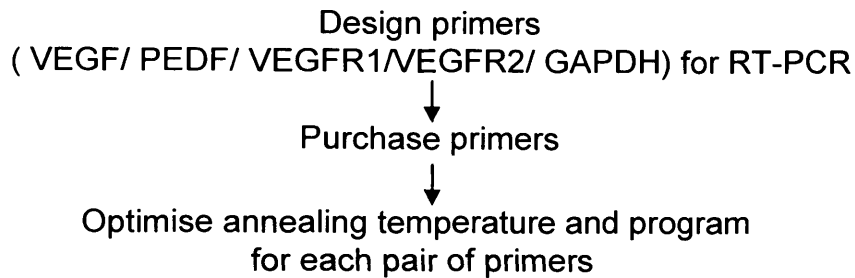 Design primers
( VEGF/ PEDF/ VEGFR1/VEGFR2/ GAPDH) for RT-PCR
Purchase primers
Optimise annealing temperature and program
for each pair of primers